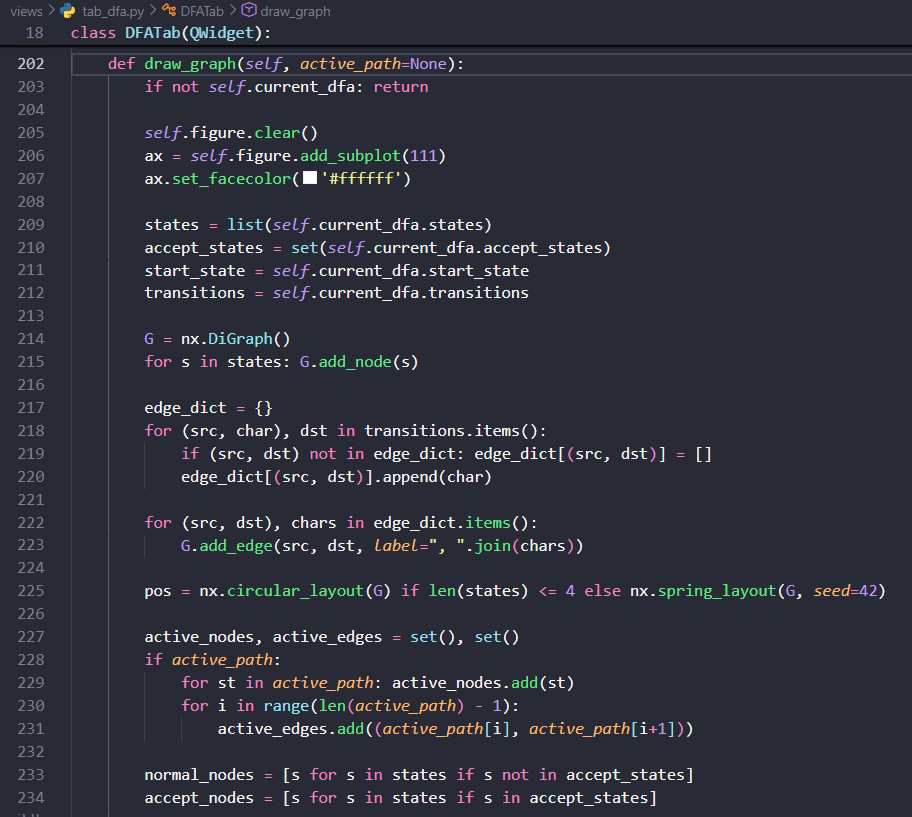 views > tab_dfa.py > DFATab > draw_graph
18 class DFATab(QWidget):
202 def draw_graph(self, active_path=None):
203 if not self.current_dfa: return
204
205 self.figure.clear()
206 ax = self.figure.add_subplot(111)
207 ax.set_facecolor('#ffffff')
208
209 states = list(self.current_dfa.states)
210 accept_states = set(self.current_dfa.accept_states)
211 start_state = self.current_dfa.start_state
212 transitions = self.current_dfa.transitions
213
214 G = nx.DiGraph()
215 for s in states: G.add_node(s)
216
217 edge_dict = {}
218 for (src, char), dst in transitions.items():
219 if (src, dst) not in edge_dict: edge_dict[(src, dst)] = []
220 edge_dict[(src, dst)].append(char)
221
222 for (src, dst), chars in edge_dict.items():
223 G.add_edge(src, dst, label=", ".join(chars))
224
225 pos = nx.circular_layout(G) if len(states) <= 4 else nx.spring_layout(G, seed=42)
226
227 active_nodes, active_edges = set(), set()
228 if active_path:
229 for st in active_path: active_nodes.add(st)
230 for i in range(len(active_path) - 1):
231 active_edges.add((active_path[i], active_path[i+1]))
232
233 normal_nodes = [s for s in states if s not in accept_states]
234 accept_nodes = [s for s in states if s in accept_states]